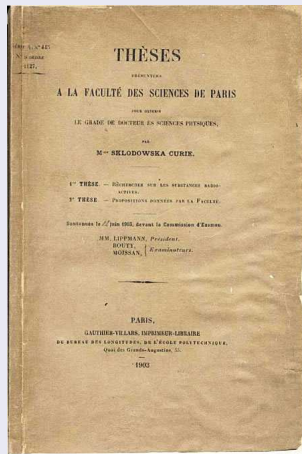 THÈSES
PRÉSENTÉES
A LA FACULTÉ DES SCIENCES DE PARIS
POUR OBTENIR
LE GRADE DE DOCTEUR ÈS SCIENCES PHYSIQUES,
PAR
Mme SKLODOWSKA CURIE.
1re THÈSE. — RECHERCHES SUR LES SUBSTANCES RADIO-
ACTIVES.
2e THÈSE. — PROPOSITIONS DONNÉES PAR LA FACULTÉ.
Soutenues le juin 1903, devant la Commission d'Examen.
MM. LIPPMANN, Président.
BOUTY,
MOISSAN, Examinateurs.
PARIS,
GAUTHIER-VILLARS, IMPRIMEUR-LIBRAIRE
DU BUREAU DES LONGITUDES, DE L'ÉCOLE POLYTECHNIQUE,
Quai des Grands-Augustins, 55.
1903